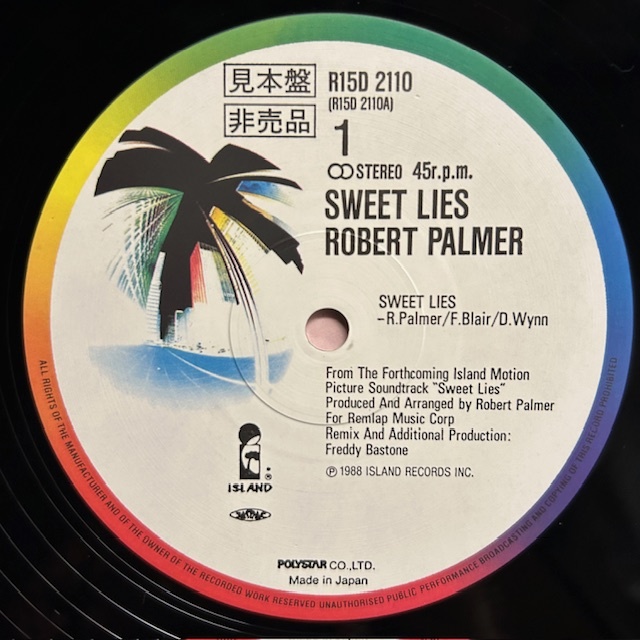 見本盤
非売品
R15D 2110
(R15D 2110A)
1
STEREO 45r.p.m.
SWEET LIES
ROBERT PALMER
SWEET LIES
-R.Palmer/F.Blair/D.Wynn
From The Forthcoming Island Motion
Picture Soundtrack "Sweet Lies"
Produced And Arranged by Robert Palmer
For Remlap Music Corp
Remix And Additional Production:
Freddy Bastone
Ⓟ 1988 ISLAND RECORDS INC.
i®
ISLAND
POLYSTAR CO.,LTD.
Made in Japan
ALL RIGHTS OF THE MANUFACTURER AND OF THE OWNER OF THE RECORDED WORK RESERVED UNAUTHORISED PUBLIC PERFORMANCE BROADCASTING AND COPYING OF THIS RECORD PROHIBITED